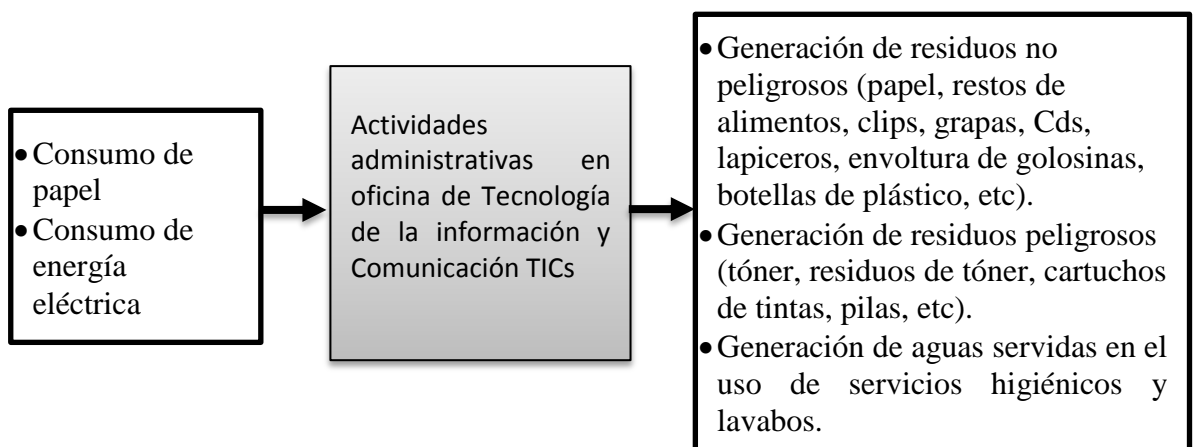 • Consumo de
papel
• Consumo de
energía
eléctrica
Actividades
administrativas en
oficina de Tecnología
de la información y
Comunicación TICs
• Generación de residuos no
peligrosos (papel, restos de
alimentos, clips, grapas, Cds,
lapiceros, envoltura de golosinas,
botellas de plástico, etc).
• Generación de residuos peligrosos
(tóner, residuos de tóner, cartuchos
de tintas, pilas, etc).
• Generación de aguas servidas en el
uso de servicios higiénicos y
lavabos.